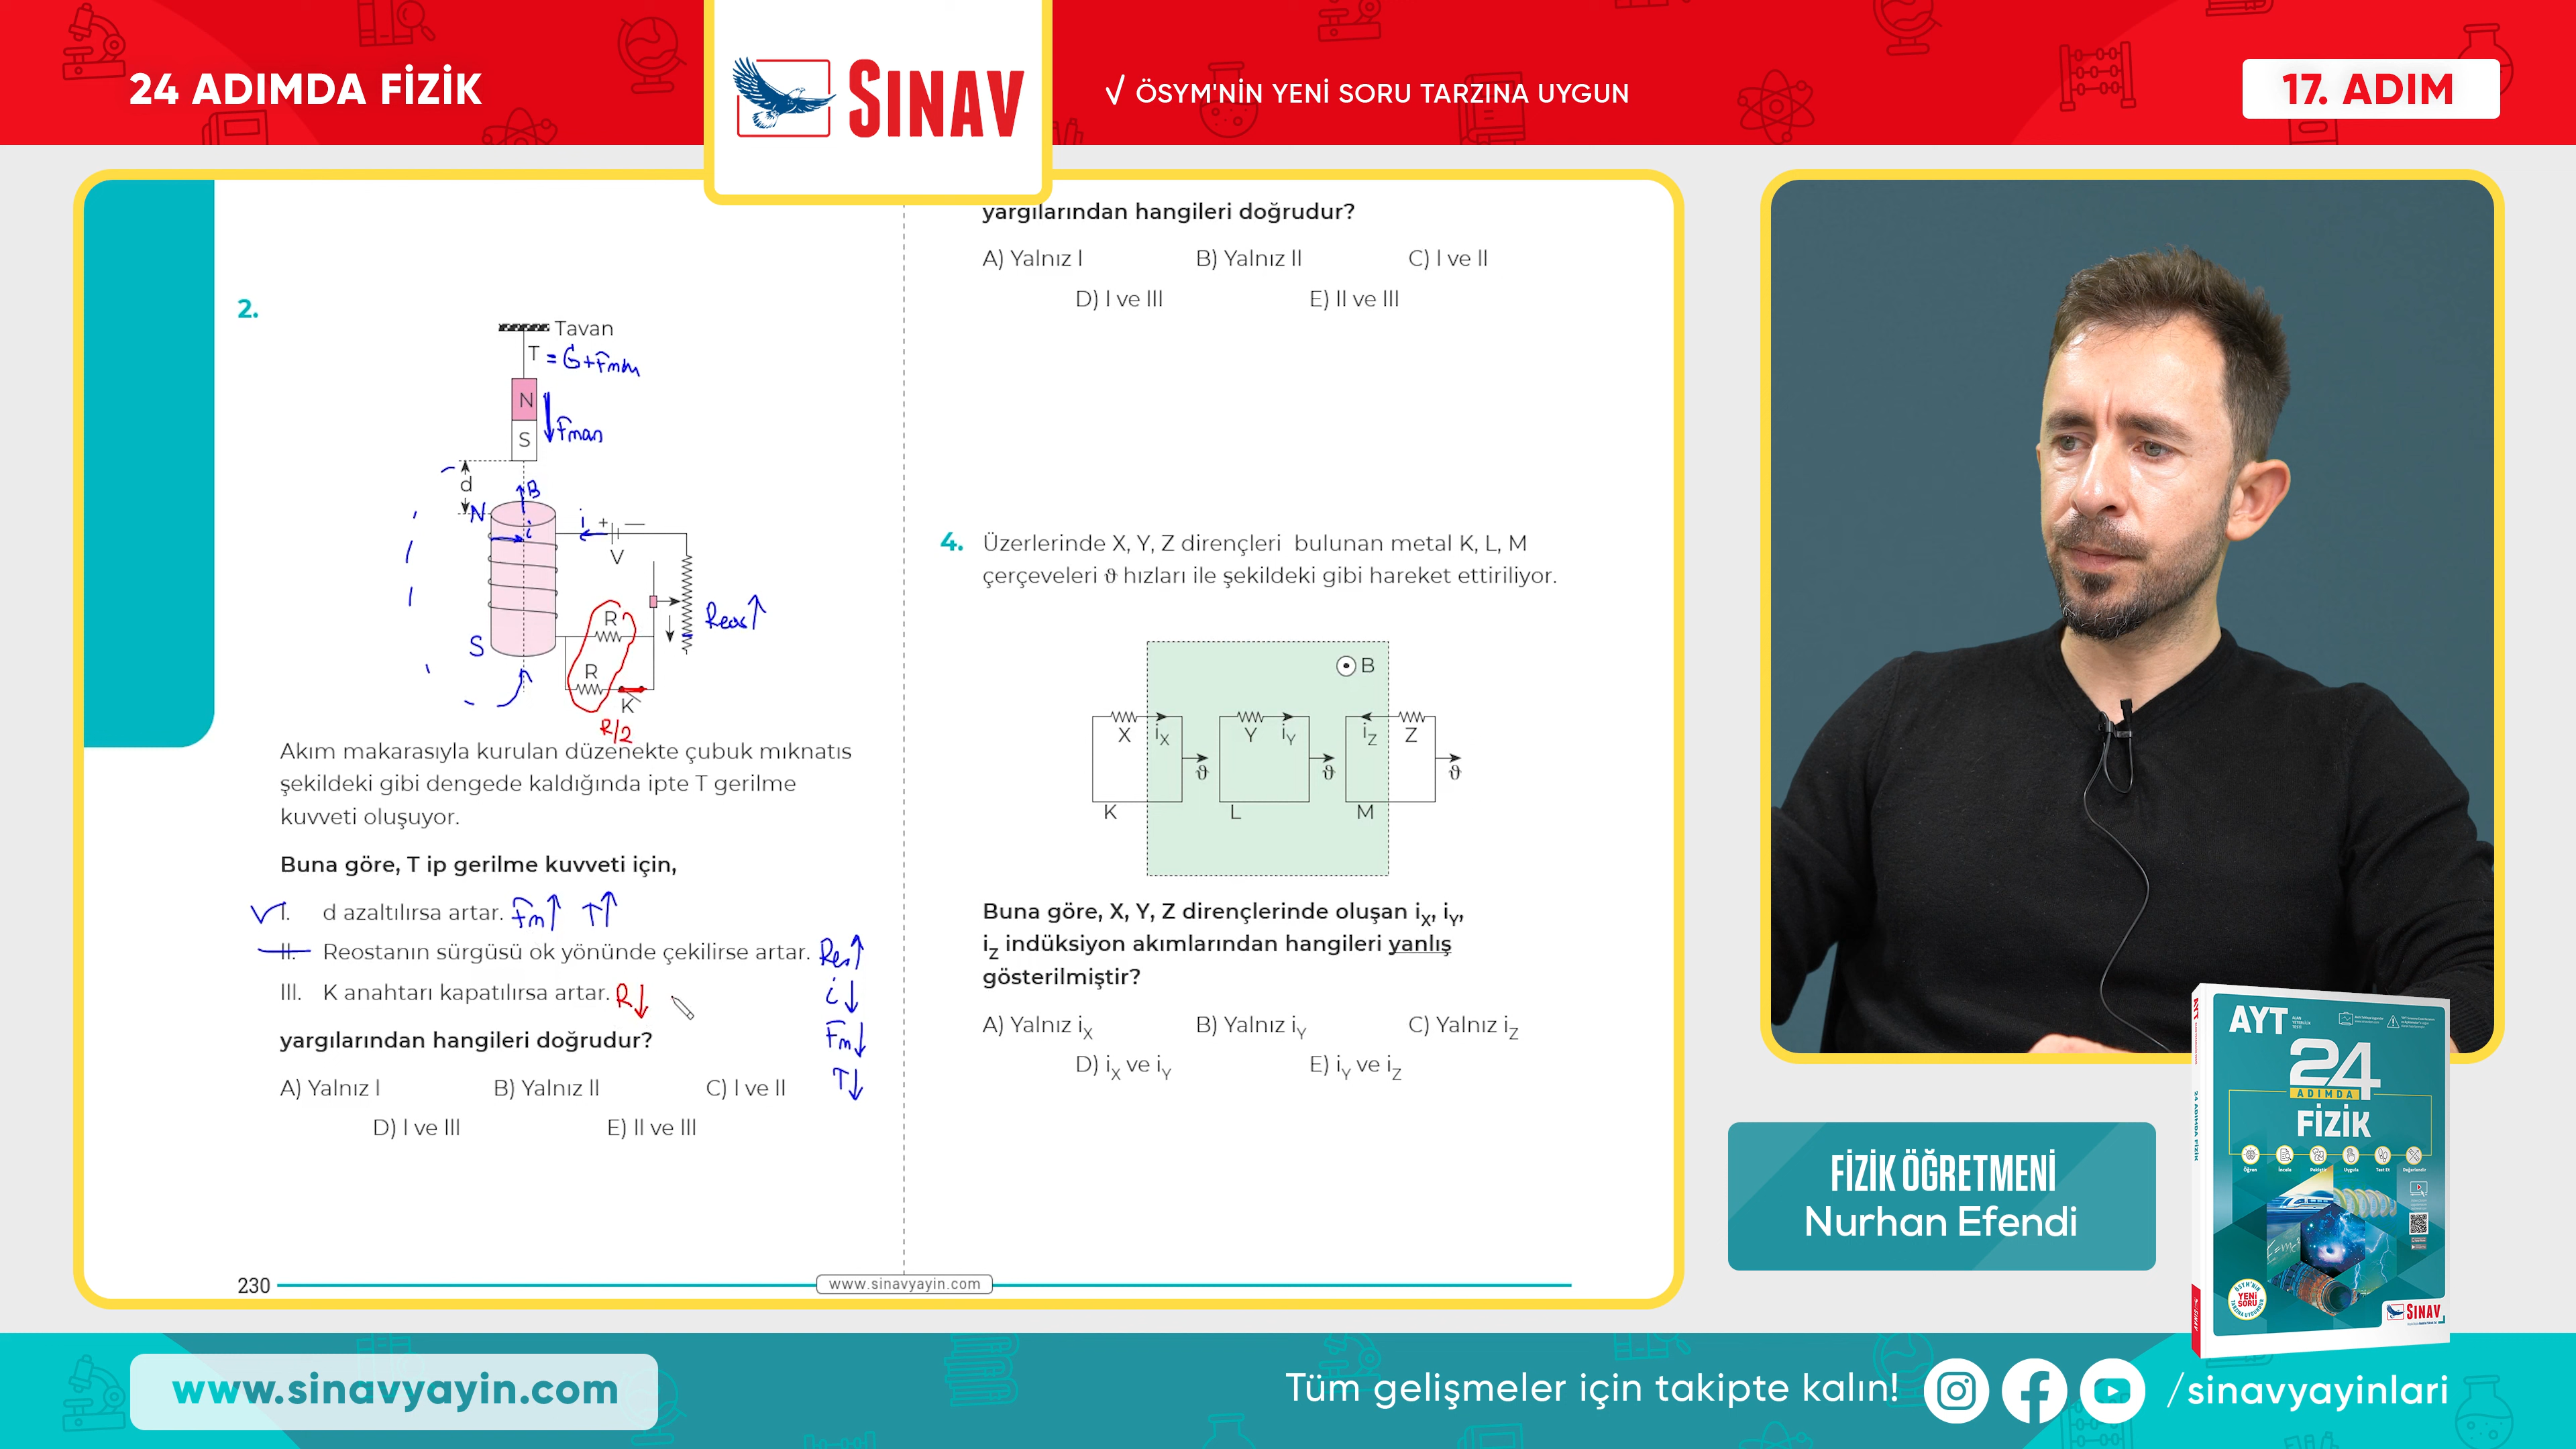 24 ADIMDA FİZİK
SINAV
√ ÖSYM'NİN YENİ SORU TARZINA UYGUN
17. ADIM
2.
Tavan
T = G + Fman
N
S
Fman
d
N
B
i
i
+
—
V
R
Reos↑
S
R
K
R/2
Akım makarasıyla kurulan düzenekte çubuk mıknatıs
şekildeki gibi dengede kaldığında ipte T gerilme
kuvveti oluşuyor.
Buna göre, T ip gerilme kuvveti için,
I. d azaltılırsa artar. Fm↑ T↑
II. Reostanın sürgüsü ok yönünde çekilirse artar. Res↑
III. K anahtarı kapatılırsa artar. R↓
i↓
Fm↓
T↓
yargılarından hangileri doğrudur?
A) Yalnız I B) Yalnız II C) I ve II
D) I ve III E) II ve III
230
www.sinavyayin.com
yargılarından hangileri doğrudur?
A) Yalnız I B) Yalnız II C) I ve II
D) I ve III E) II ve III
4. Üzerlerinde X, Y, Z dirençleri bulunan metal K, L, M
çerçeveleri ϑ hızları ile şekildeki gibi hareket ettiriliyor.
B
X iX Y iY iZ Z
ϑ ϑ ϑ
K L M
Buna göre, X, Y, Z dirençlerinde oluşan iX, iY,
iZ indüksiyon akımlarından hangileri yanlış
gösterilmiştir?
A) Yalnız iX B) Yalnız iY C) Yalnız iZ
D) iX ve iY E) iY ve iZ
FİZİK ÖĞRETMENİ
Nurhan Efendi
AYT
24
ADIMDA
FİZİK
YENİ
SORU
SINAV
www.sinavyayin.com
Tüm gelişmeler için takipte kalın!
/sinavyayinlari